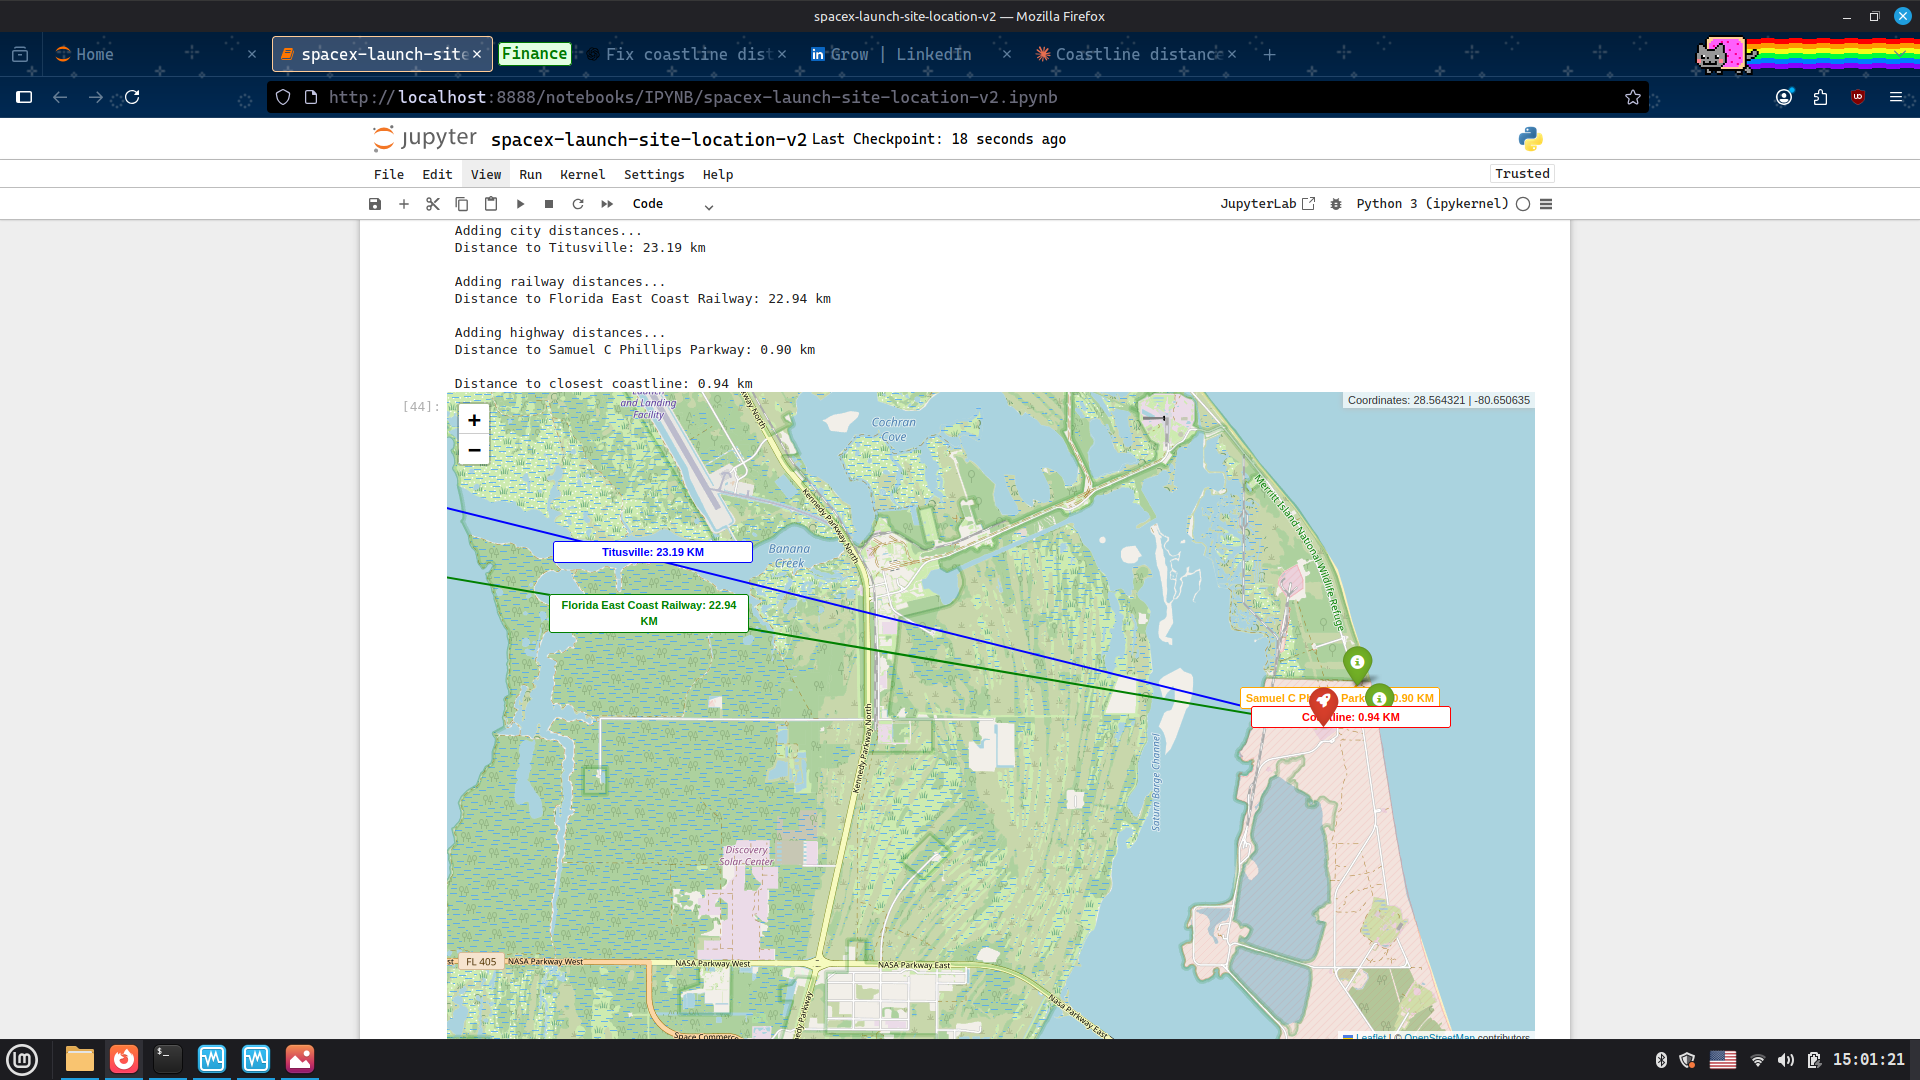 spacex-launch-site-location-v2 — Mozilla Firefox
Home
spacex-launch-site
Finance
Fix coastline dist
Grow | LinkedIn
Coastline distance
http://localhost:8888/notebooks/IPYNB/spacex-launch-site-location-v2.ipynb
jupyter
spacex-launch-site-location-v2
Last Checkpoint: 18 seconds ago
File Edit View Run Kernel Settings Help
Trusted
Code
JupyterLab
Python 3 (ipykernel)
Adding city distances...
Distance to Titusville: 23.19 km
Adding railway distances...
Distance to Florida East Coast Railway: 22.94 km
Adding highway distances...
Distance to Samuel C Phillips Parkway: 0.90 km
Distance to closest coastline: 0.94 km
[44]:
+
−
Coordinates: 28.564321 | -80.650635
and Landing
Facility
Cochran
Cove
Kennedy Parkway North
Merritt Island National Wildlife Refuge
Titusville: 23.19 KM
Banana
Creek
Florida East Coast Railway: 22.94
KM
0.90 KM
0.94 KM
Kennedy Parkway North
Saturn Barge Channel
Discovery
Solar Center
FL 405
NASA Parkway West
NASA Parkway West
NASA Parkway East
Nasa Parkway East
Space Commerce
Leaflet | © OpenStreetMap contributors
15:01:21